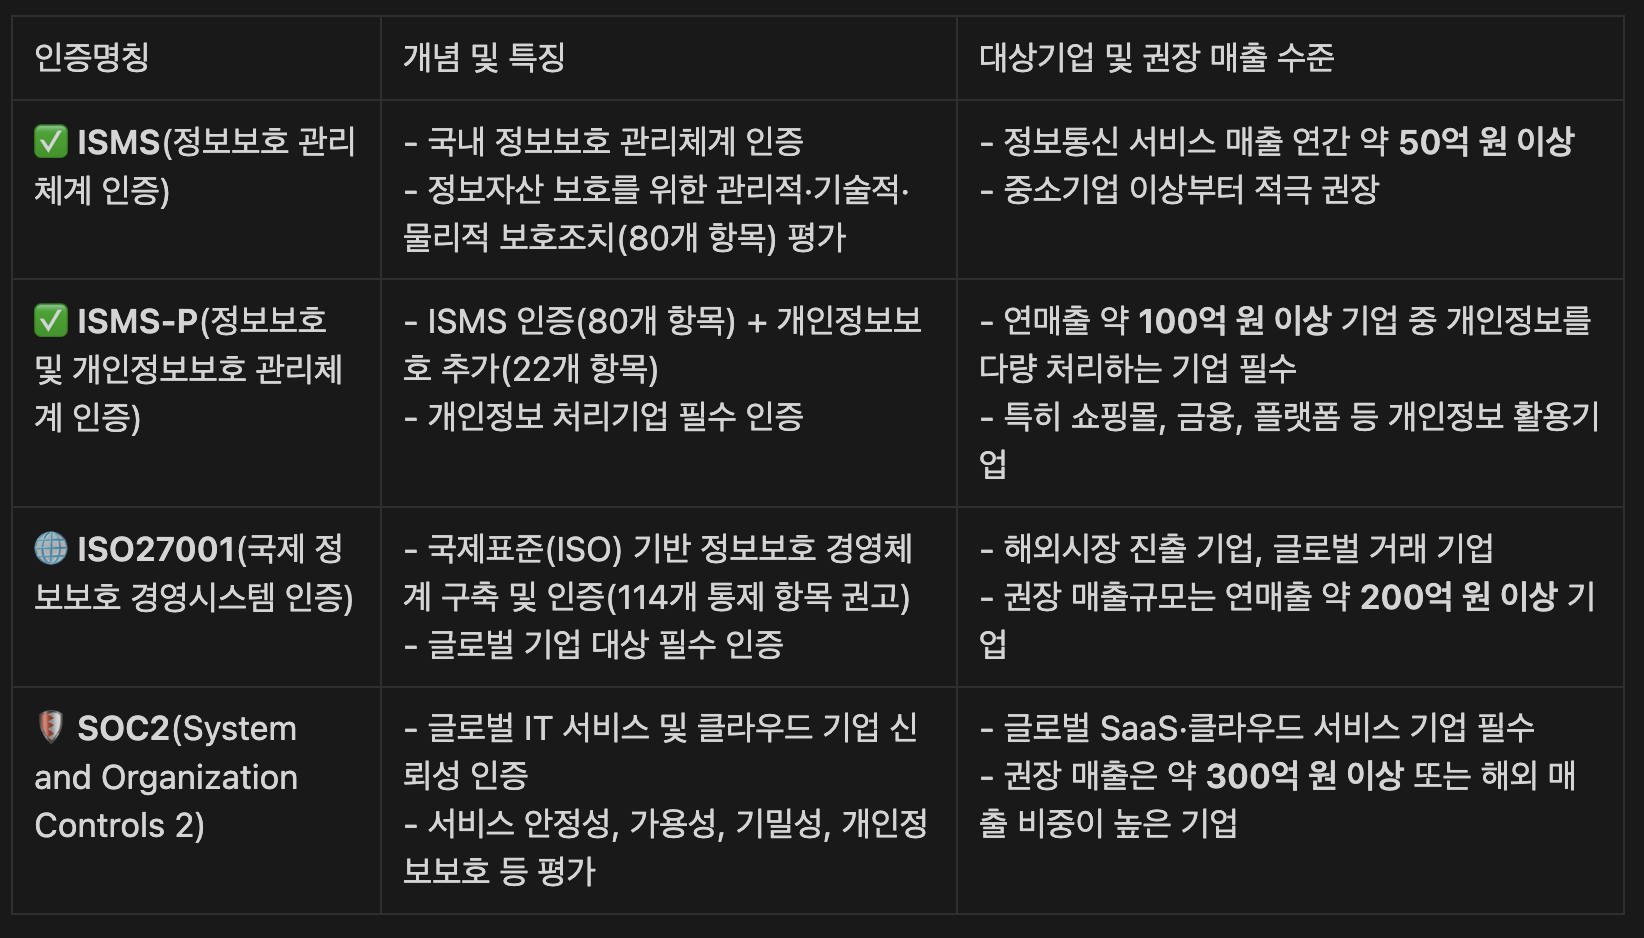 인증명칭
개념 및 특징
대상기업 및 권장 매출 수준
✅ ISMS(정보보호 관리
체계 인증)
- 국내 정보보호 관리체계 인증
- 정보자산 보호를 위한 관리적·기술적·
물리적 보호조치(80개 항목) 평가
- 정보통신 서비스 매출 연간 약 50억 원 이상
- 중소기업 이상부터 적극 권장
✅ ISMS-P(정보보호
및 개인정보보호 관리체
계 인증)
- ISMS 인증(80개 항목) + 개인정보보
호 추가(22개 항목)
- 개인정보 처리기업 필수 인증
- 연매출 약 100억 원 이상 기업 중 개인정보를
다량 처리하는 기업 필수
- 특히 쇼핑몰, 금융, 플랫폼 등 개인정보 활용기
업
🌐 ISO27001(국제 정
보보호 경영시스템 인증)
- 국제표준(ISO) 기반 정보보호 경영체
계 구축 및 인증(114개 통제 항목 권고)
- 글로벌 기업 대상 필수 인증
- 해외시장 진출 기업, 글로벌 거래 기업
- 권장 매출규모는 연매출 약 200억 원 이상 기
업
🛡️ SOC2(System
and Organization
Controls 2)
- 글로벌 IT 서비스 및 클라우드 기업 신
뢰성 인증
- 서비스 안정성, 가용성, 기밀성, 개인정
보보호 등 평가
- 글로벌 SaaS·클라우드 서비스 기업 필수
- 권장 매출은 약 300억 원 이상 또는 해외 매
출 비중이 높은 기업